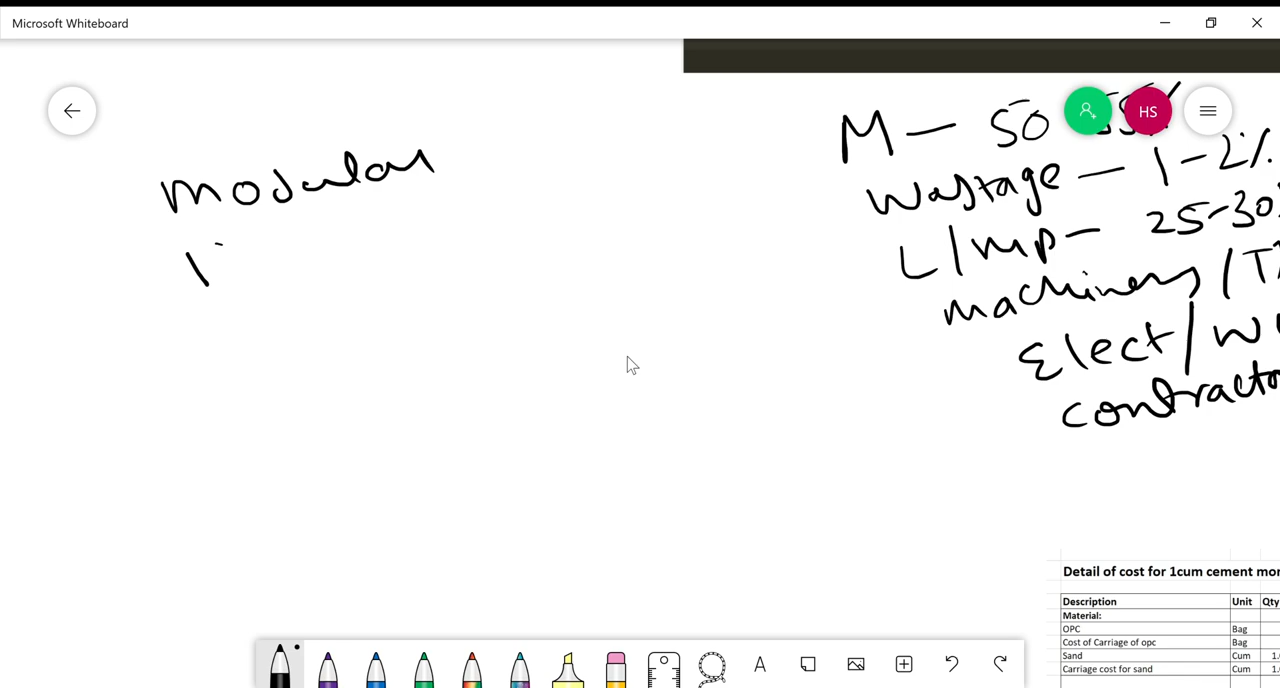 Microsoft Whiteboard
HS
modular
M - 50
wastage - 1-2%
L/MP - 25-30
machinery/T
Elect/W
contracto
Detail of cost for 1cum cement mor
Description Unit Qty
Material:
OPC Bag
Cost of Carriage of opc Bag
Sand Cum 1.
Carriage cost for sand Cum 1.
A